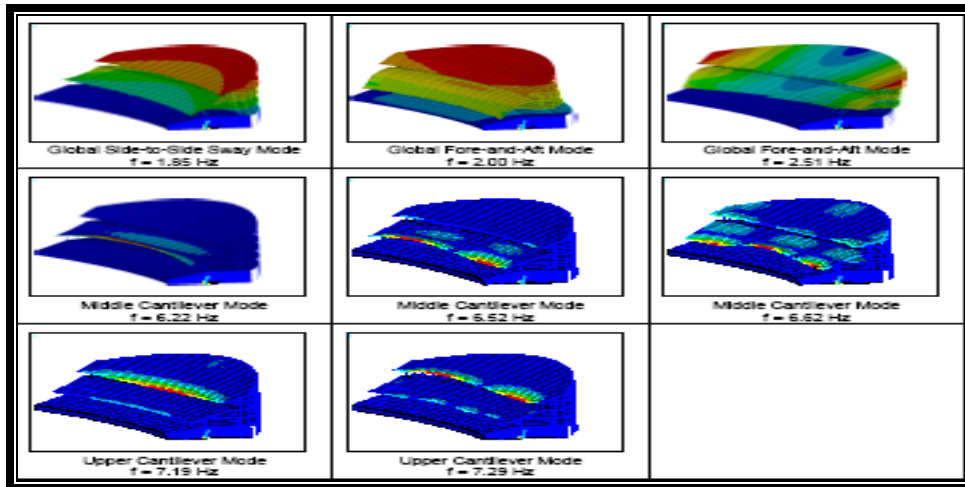 Global Side-to-Side Sway Mode
f = 1.85 Hz
Global Fore-and-Aft Mode
f = 2.00 Hz
Global Fore-and-Aft Mode
f = 2.51 Hz
Middle Cantilever Mode
f = 6.22 Hz
Middle Cantilever Mode
f = 6.52 Hz
Middle Cantilever Mode
f = 6.62 Hz
Upper Cantilever Mode
f = 7.19 Hz
Upper Cantilever Mode
f = 7.29 Hz